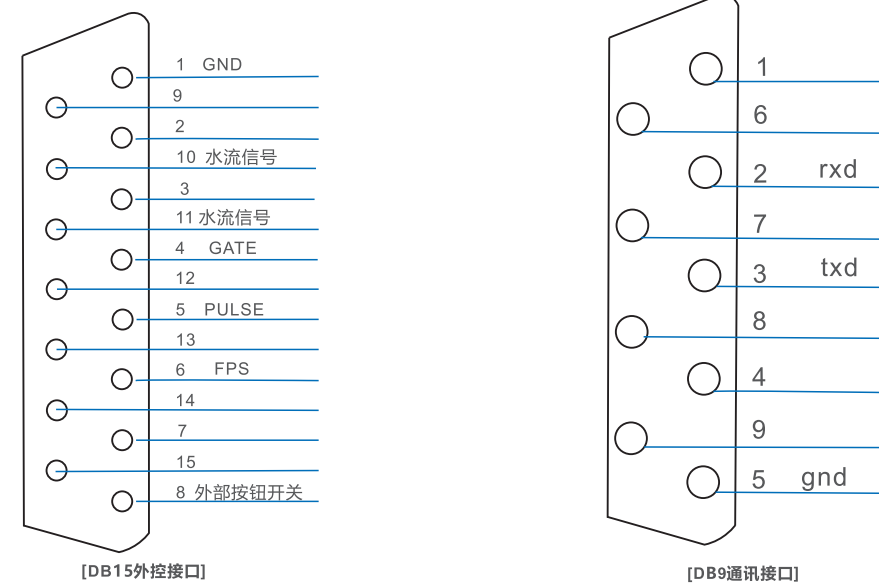 1 GND
9
2
10 水流信号
3
11 水流信号
4 GATE
12
5 PULSE
13
6 FPS
14
7
15
8 外部按钮开关
[DB15外控接口]
1
6
2 rxd
7
3 txd
8
4
9
5 gnd
[DB9通讯接口]